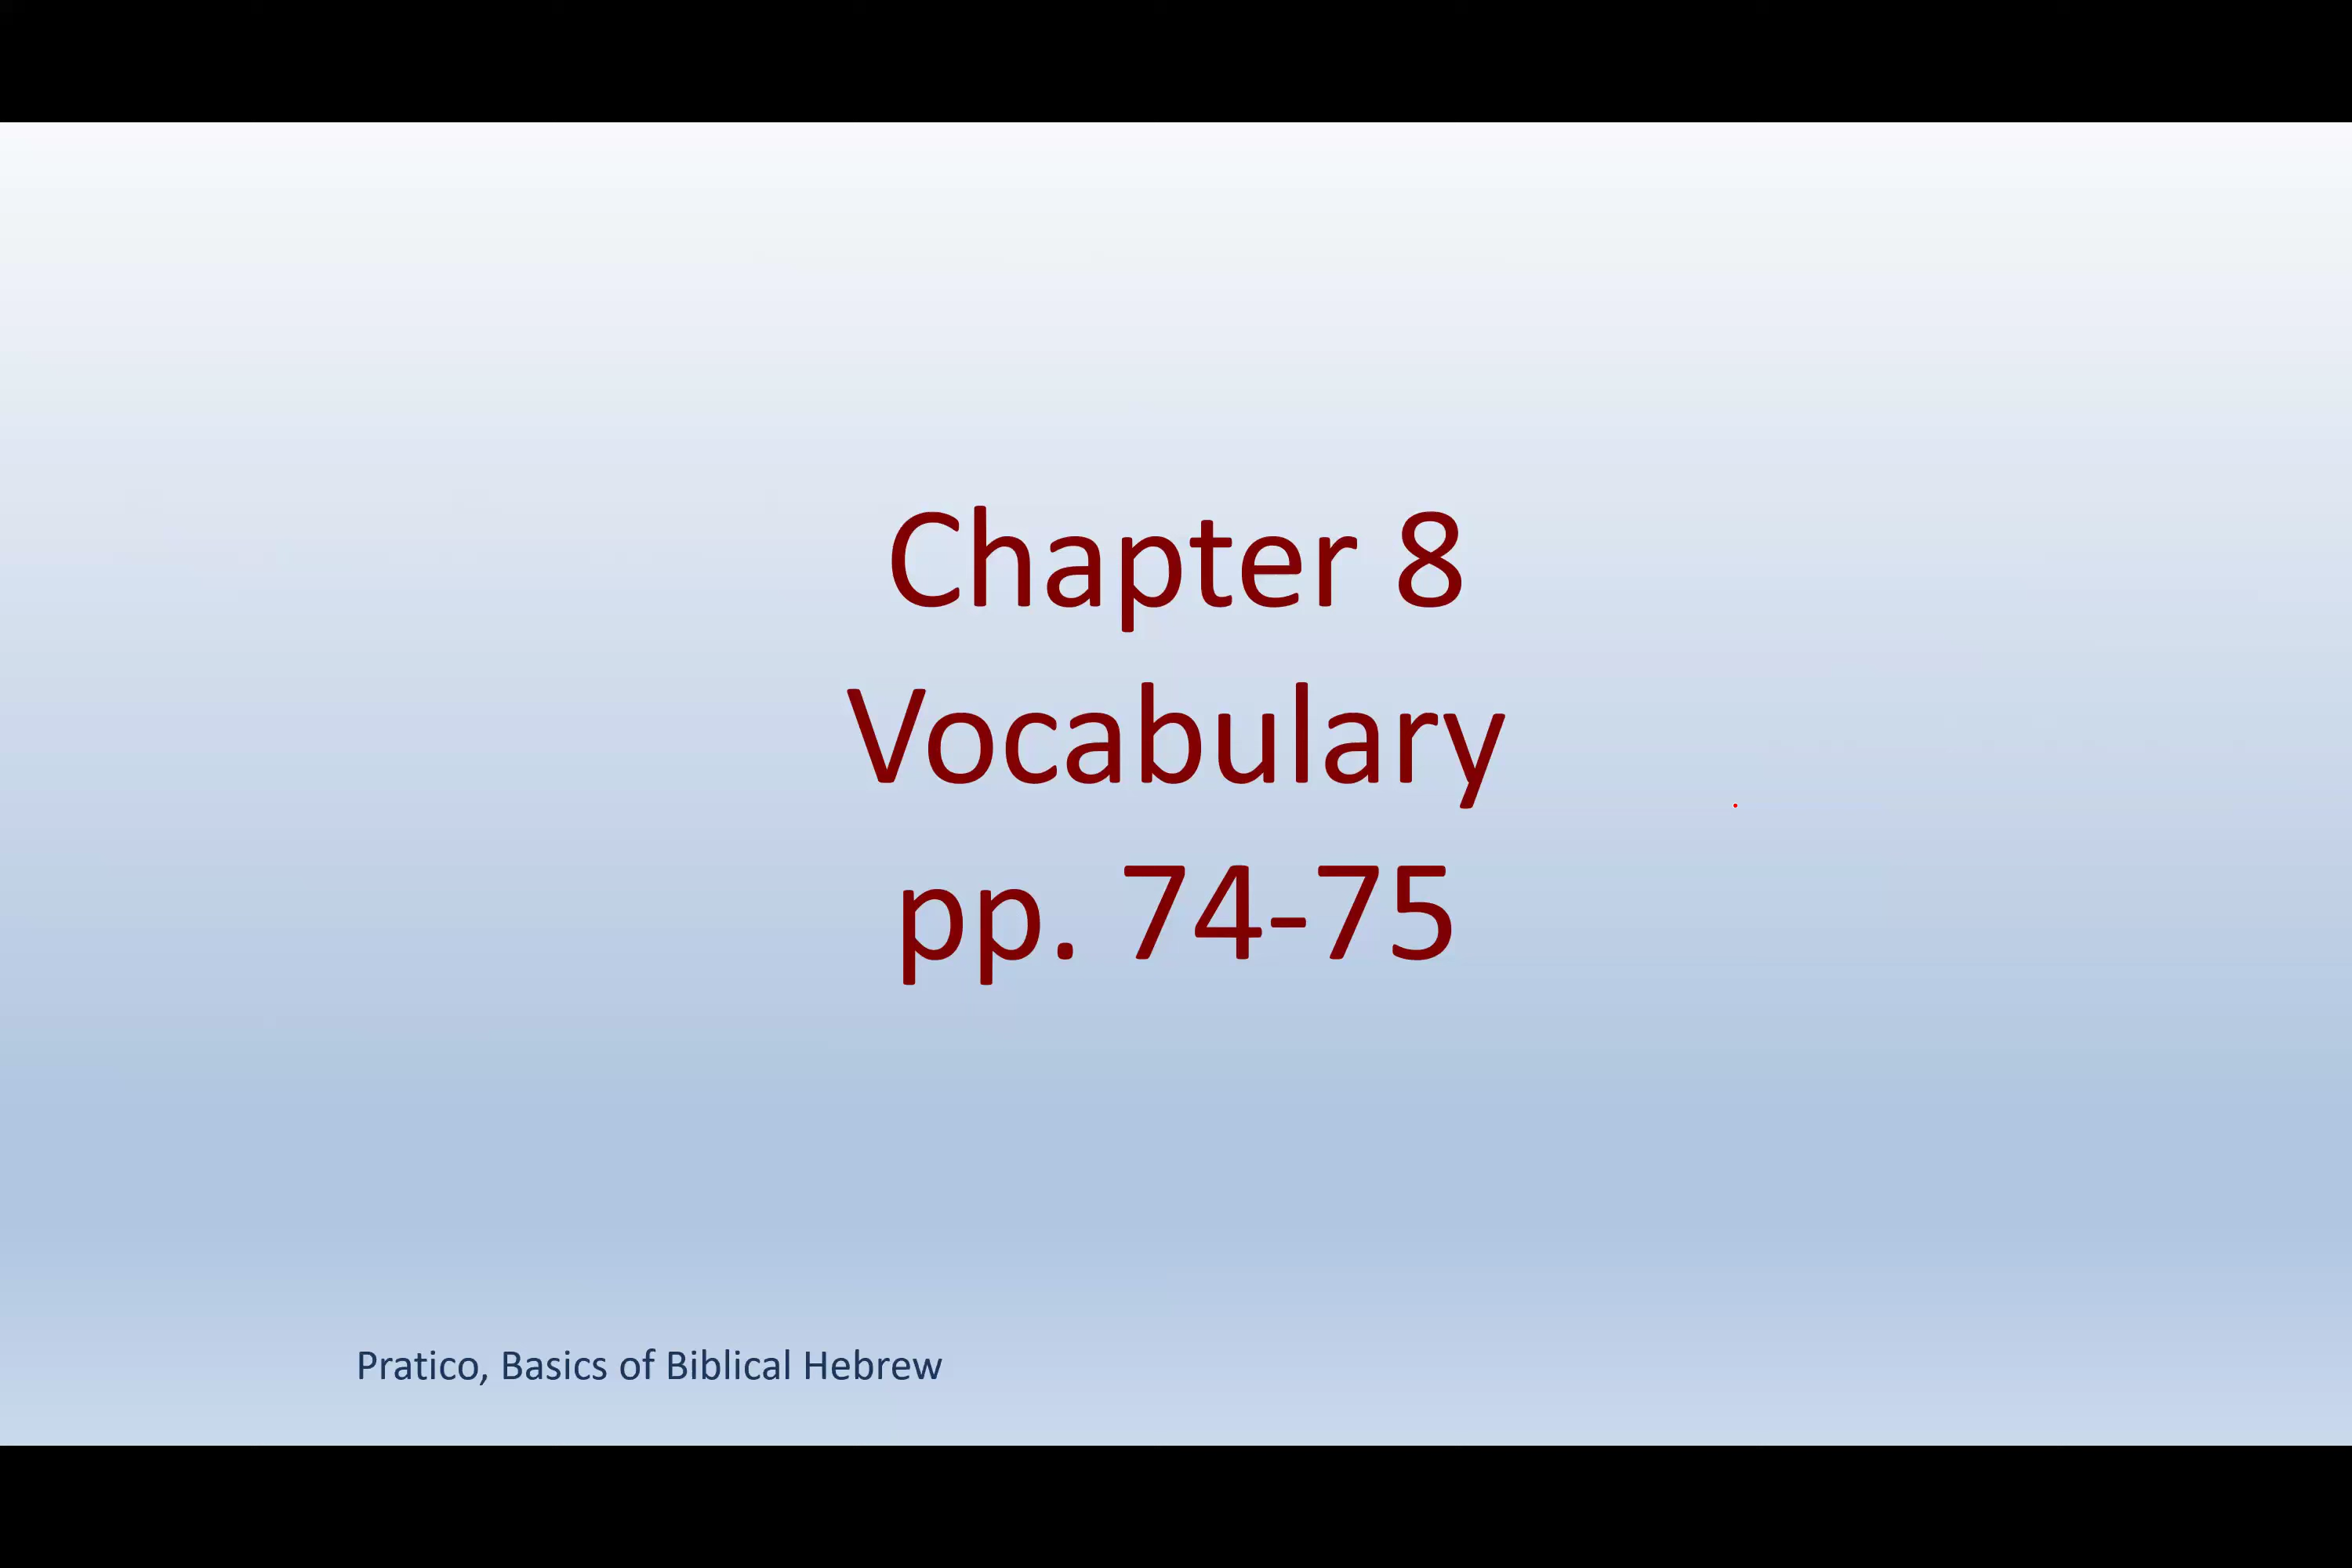 Chapter 8
Vocabulary
pp. 74-75
Pratico, Basics of Biblical Hebrew